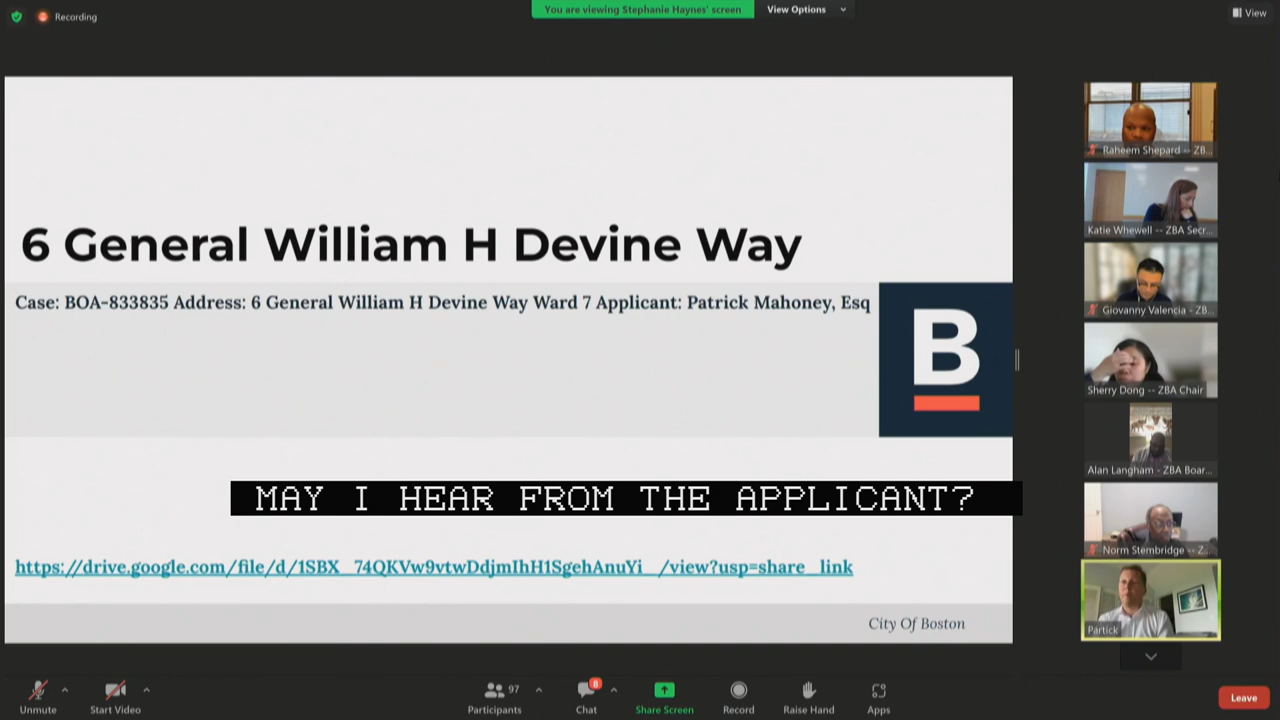 Recording
You are viewing Stephanie Haynes' screen
View Options
View
6 General William H Devine Way
Case: BOA-833835 Address: 6 General William H Devine Way Ward 7 Applicant: Patrick Mahoney, Esq
B
MAY I HEAR FROM THE APPLICANT?
https://drive.google.com/file/d/1SBX_74QKVw9vtwDdjmIhH1SgehAnuYi_/view?usp=share_link
City Of Boston
Raheem Shepard -- ZB...
Katie Whewell -- ZBA Secr...
Giovanny Valencia - ZB...
Sherry Dong -- ZBA Chair
Alan Langham - ZBA Boar...
Norm Stembridge -- Z...
Partick
Unmute
Start Video
Participants
97
Chat
8
Share Screen
Record
Raise Hand
Apps
Leave